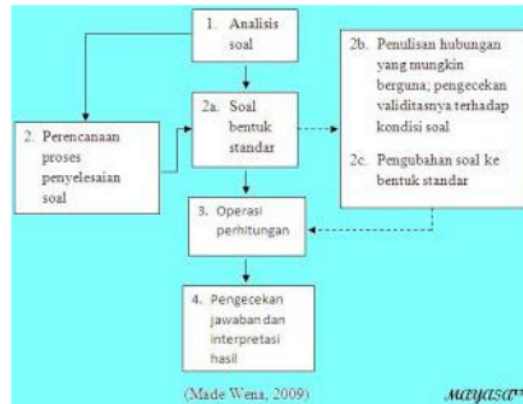 1. Analisis
soal
2. Perencanaan
proses
penyelesaian
soal
2a. Soal
bentuk
standar
2b. Penulisan hubungan
yang mungkin
berguna; pengecekan
validitasnya terhadap
kondisi soal
2c. Pengubahan soal ke
bentuk standar
3. Operasi
perhitungan
4. Pengecekan
jawaban dan
interpretasi
hasil
(Made Wena, 2009)